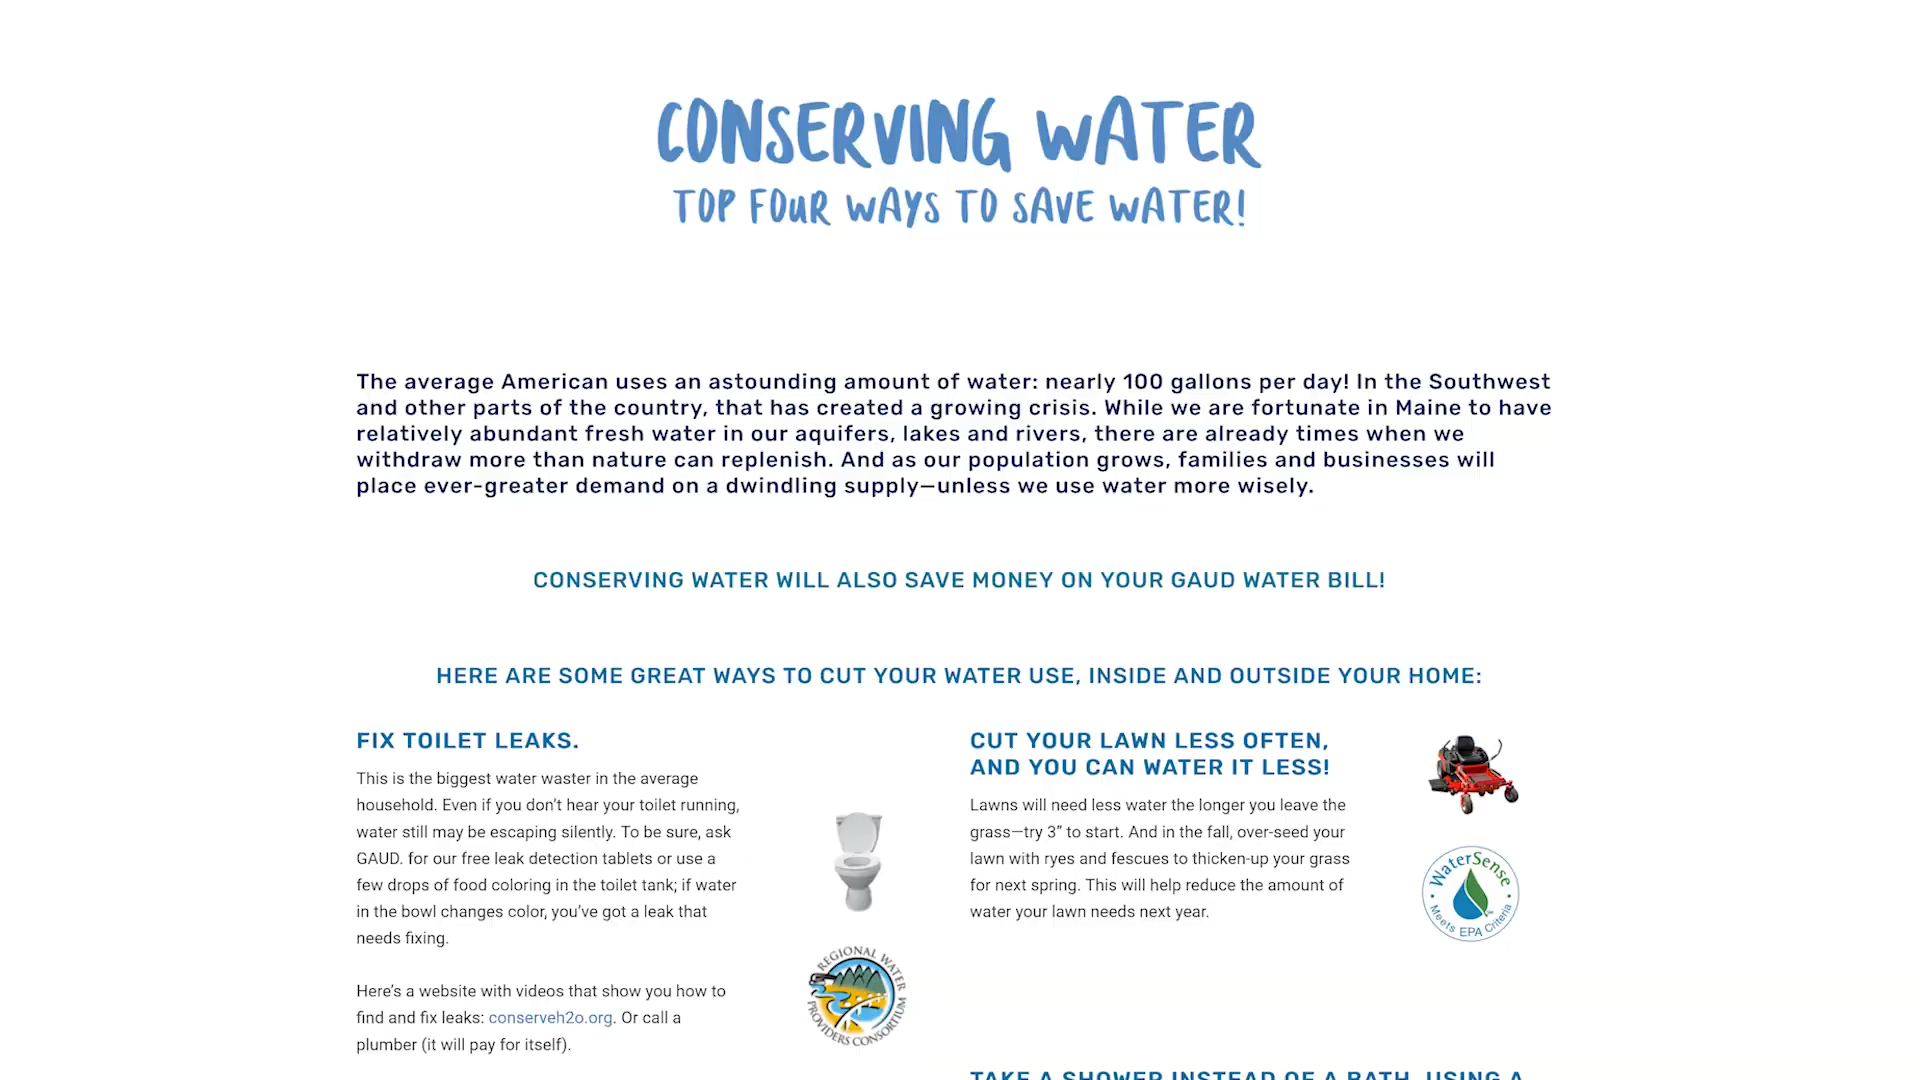 CONSERVING WATER
TOP FOUR WAYS TO SAVE WATER!
The average American uses an astounding amount of water: nearly 100 gallons per day! In the Southwest
and other parts of the country, that has created a growing crisis. While we are fortunate in Maine to have
relatively abundant fresh water in our aquifers, lakes and rivers, there are already times when we
withdraw more than nature can replenish. And as our population grows, families and businesses will
place ever-greater demand on a dwindling supply—unless we use water more wisely.
CONSERVING WATER WILL ALSO SAVE MONEY ON YOUR GAUD WATER BILL!
HERE ARE SOME GREAT WAYS TO CUT YOUR WATER USE, INSIDE AND OUTSIDE YOUR HOME:
FIX TOILET LEAKS.
This is the biggest water waster in the average
household. Even if you don’t hear your toilet running,
water still may be escaping silently. To be sure, ask
GAUD. for our free leak detection tablets or use a
few drops of food coloring in the toilet tank; if water
in the bowl changes color, you’ve got a leak that
needs fixing.
Here’s a website with videos that show you how to
find and fix leaks: conserveh2o.org. Or call a
plumber (it will pay for itself).
REGIONAL WATER
PROVIDERS CONSORTIUM
CUT YOUR LAWN LESS OFTEN,
AND YOU CAN WATER IT LESS!
Lawns will need less water the longer you leave the
grass—try 3” to start. And in the fall, over-seed your
lawn with ryes and fescues to thicken-up your grass
for next spring. This will help reduce the amount of
water your lawn needs next year.
WaterSense
Meets EPA Criteria
TAKE A SHOWER INSTEAD OF A BATH, USING A